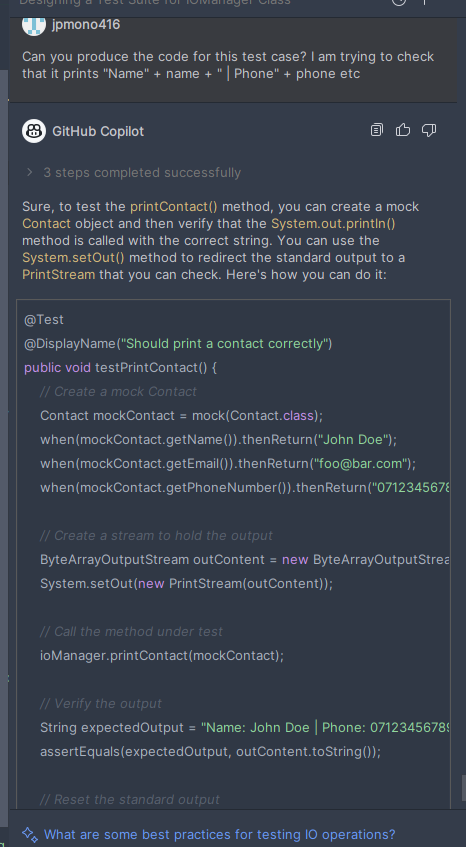 Designing a Test Suite for IOManager Class
jpmono416
Can you produce the code for this test case? I am trying to check
that it prints "Name" + name + " | Phone" + phone etc
GitHub Copilot
3 steps completed successfully
Sure, to test the printContact() method, you can create a mock
Contact object and then verify that the System.out.println()
method is called with the correct string. You can use the
System.setOut() method to redirect the standard output to a
PrintStream that you can check. Here's how you can do it:
@Test
@DisplayName("Should print a contact correctly")
public void testPrintContact() {
// Create a mock Contact
Contact mockContact = mock(Contact.class);
when(mockContact.getName()).thenReturn("John Doe");
when(mockContact.getEmail()).thenReturn("foo@bar.com");
when(mockContact.getPhoneNumber()).thenReturn("0712345678
// Create a stream to hold the output
ByteArrayOutputStream outContent = new ByteArrayOutputStrea
System.setOut(new PrintStream(outContent));
// Call the method under test
ioManager.printContact(mockContact);
// Verify the output
String expectedOutput = "Name: John Doe | Phone: 07123456789
assertEquals(expectedOutput, outContent.toString());
// Reset the standard output
What are some best practices for testing IO operations?